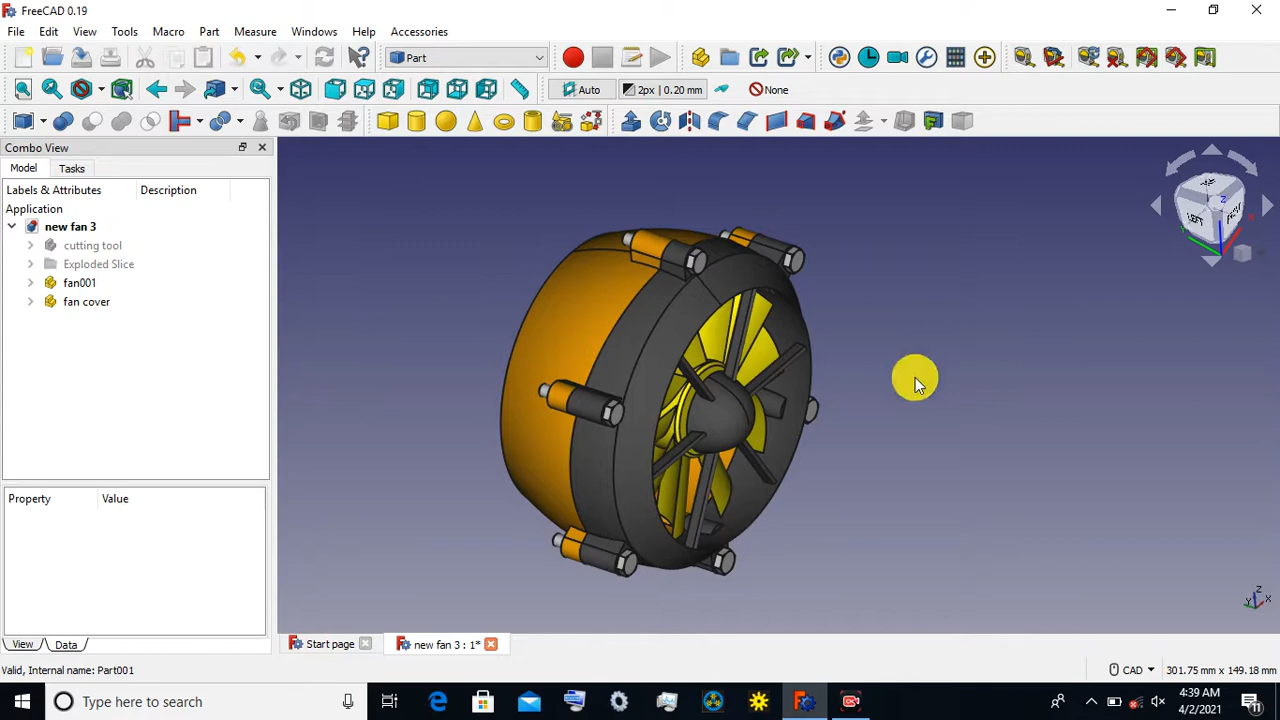 FreeCAD 0.19
File Edit View Tools Macro Part Measure Windows Help Accessories
Part
Auto 2px | 0.20 mm None
Combo View
Model Tasks
Labels & Attributes Description
Application
new fan 3
cutting tool
Exploded Slice
fan001
fan cover
Property Value
View Data
Start page new fan 3 : 1*
Valid, Internal name: Part001 CAD 301.75 mm x 149.18 mm
Type here to search
4:39 AM
4/2/2021